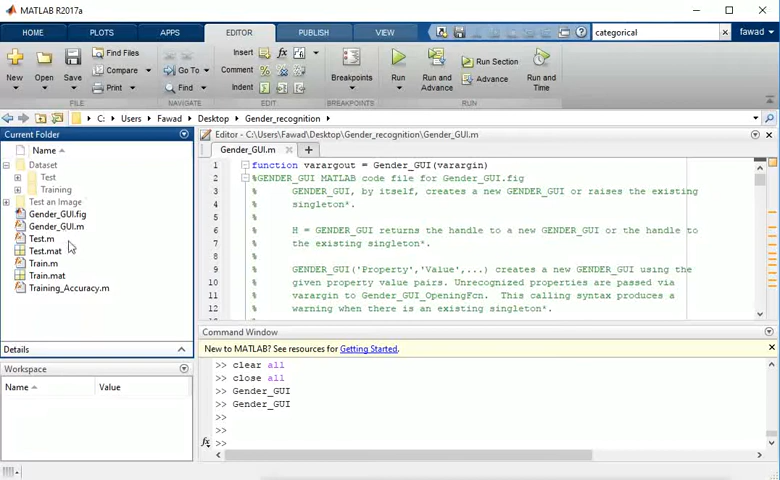 MATLAB R2017a
HOME PLOTS APPS EDITOR PUBLISH VIEW categorical fawad
New Open Save Find Files Compare Print Go To Find Insert Comment Indent Breakpoints Run Run and Advance Run Section Advance Run and Time
FILE NAVIGATE EDIT BREAKPOINTS RUN
C: Users Fawad Desktop Gender_recognition
Current Folder
Name
Dataset
Test
Training
Test an Image
Gender_GUI.fig
Gender_GUI.m
Test.m
Test.mat
Train.m
Train.mat
Training_Accuracy.m
Details
Workspace
Name Value
Editor - C:\Users\Fawad\Desktop\Gender_recognition\Gender_GUI.m
Gender_GUI.m
1 function varargout = Gender_GUI(varargin)
2 %GENDER_GUI MATLAB code file for Gender_GUI.fig
3 % GENDER_GUI, by itself, creates a new GENDER_GUI or raises the existing
4 % singleton*.
5 %
6 % H = GENDER_GUI returns the handle to a new GENDER_GUI or the handle to
7 % the existing singleton*.
8 %
9 % GENDER_GUI('Property','Value',...) creates a new GENDER_GUI using the
10 % given property value pairs. Unrecognized properties are passed via
11 % varargin to Gender_GUI_OpeningFcn. This calling syntax produces a
12 % warning when there is an existing singleton*.
Command Window
New to MATLAB? See resources for Getting Started.
>> clear all
>> close all
>> Gender_GUI
>> Gender_GUI
>>
>>
fx >>